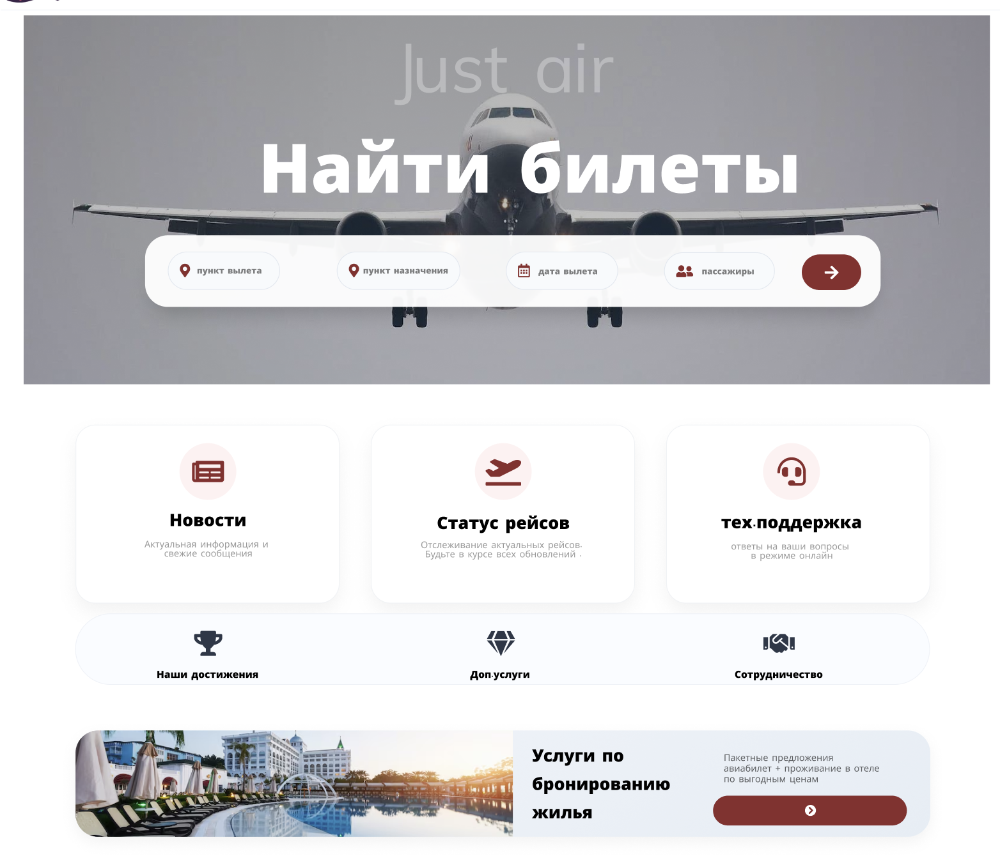 Just air
Найти билеты
пункт вылета
пункт назначения
дата вылета
пассажиры
Новости
Актуальная информация и
свежие сообщения
Статус рейсов
Отслеживание актуальных рейсов.
Будьте в курсе всех обновлений .
тех.поддержка
ответы на ваши вопросы
в режиме онлайн
Наши достижения
Доп.услуги
Сотрудничество
Услуги по
бронированию
жилья
Пакетные предложения
авиабилет + проживание в отеле
по выгодным ценам